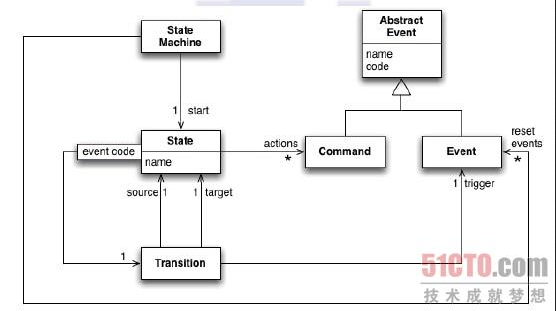 State
Machine
Abstract
Event
name
code
1 start
State
name
event code
actions
*
Command
Event
reset
events
*
source 1
1 target
1 trigger
1
Transition
51CTO.com
技术成就梦想